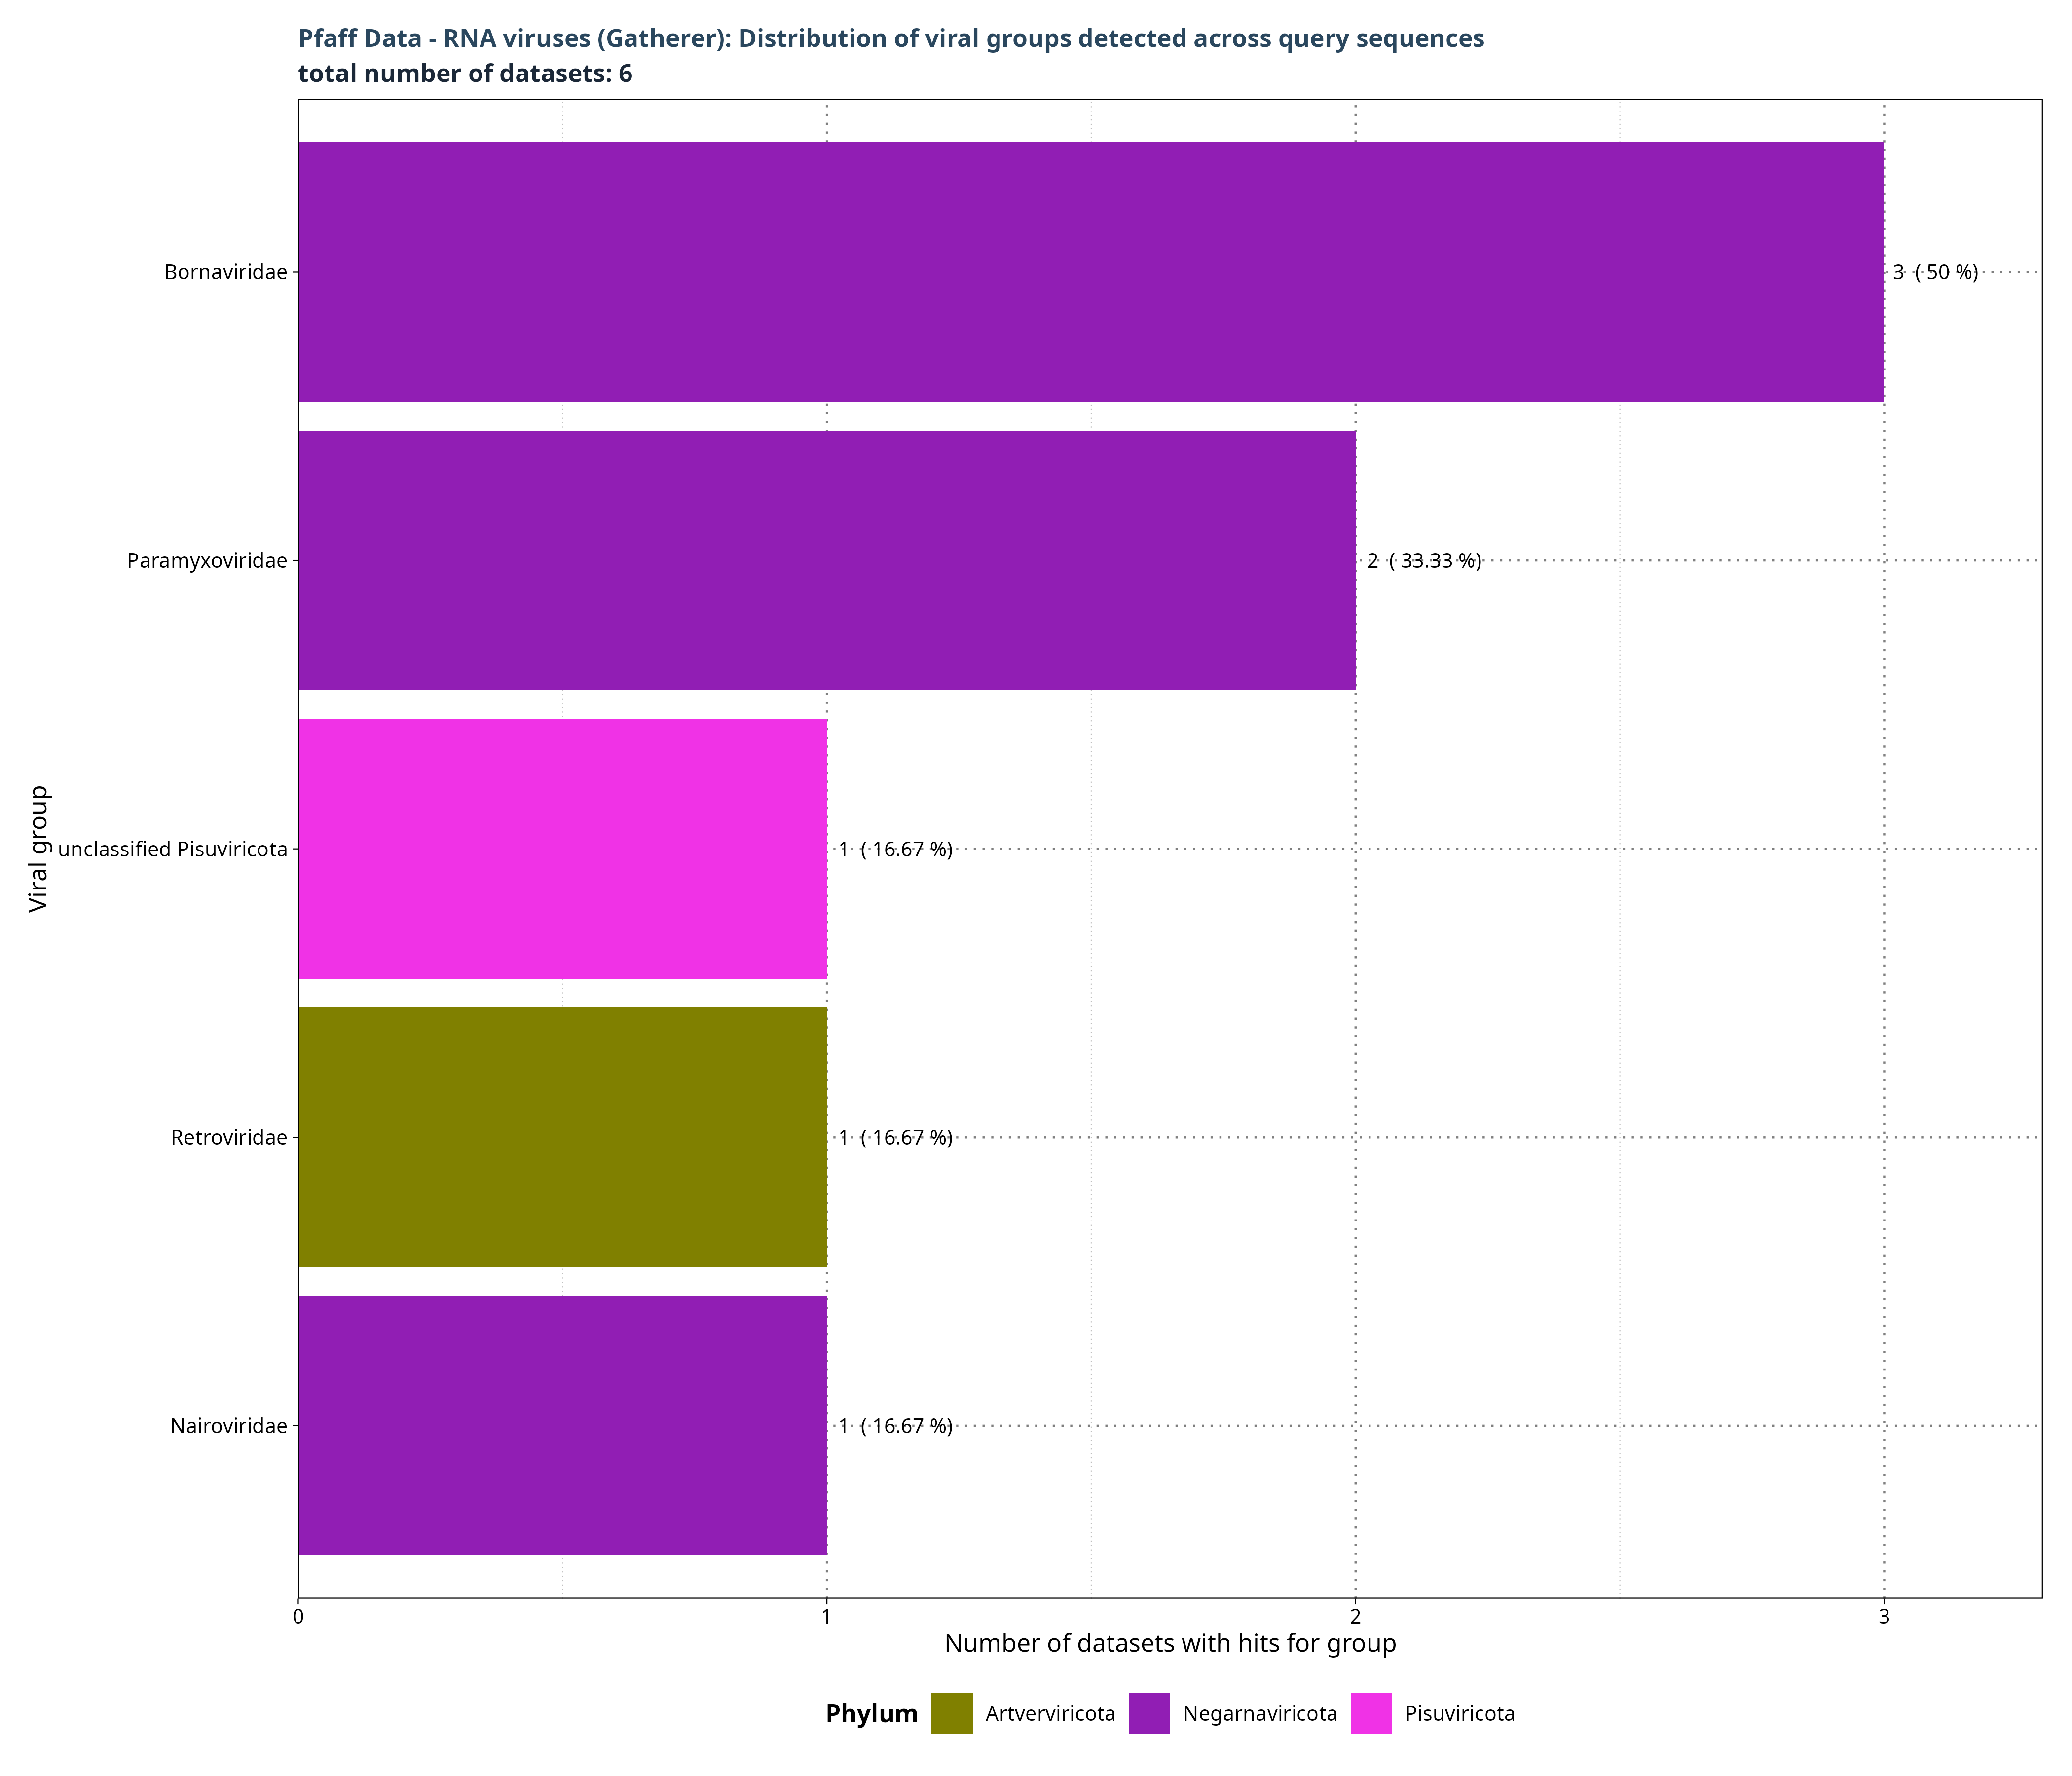 Pfaff Data - RNA viruses (Gatherer): Distribution of viral groups detected across query sequences
total number of datasets: 6
Viral group
Bornaviridae
3 ( 50 %)
Paramyxoviridae
2 ( 33.33 %)
unclassified Pisuviricota
1 ( 16.67 %)
Retroviridae
1 ( 16.67 %)
Nairoviridae
1 ( 16.67 %)
0 1 2 3
Number of datasets with hits for group
Phylum Artverviricota Negarnaviricota Pisuviricota